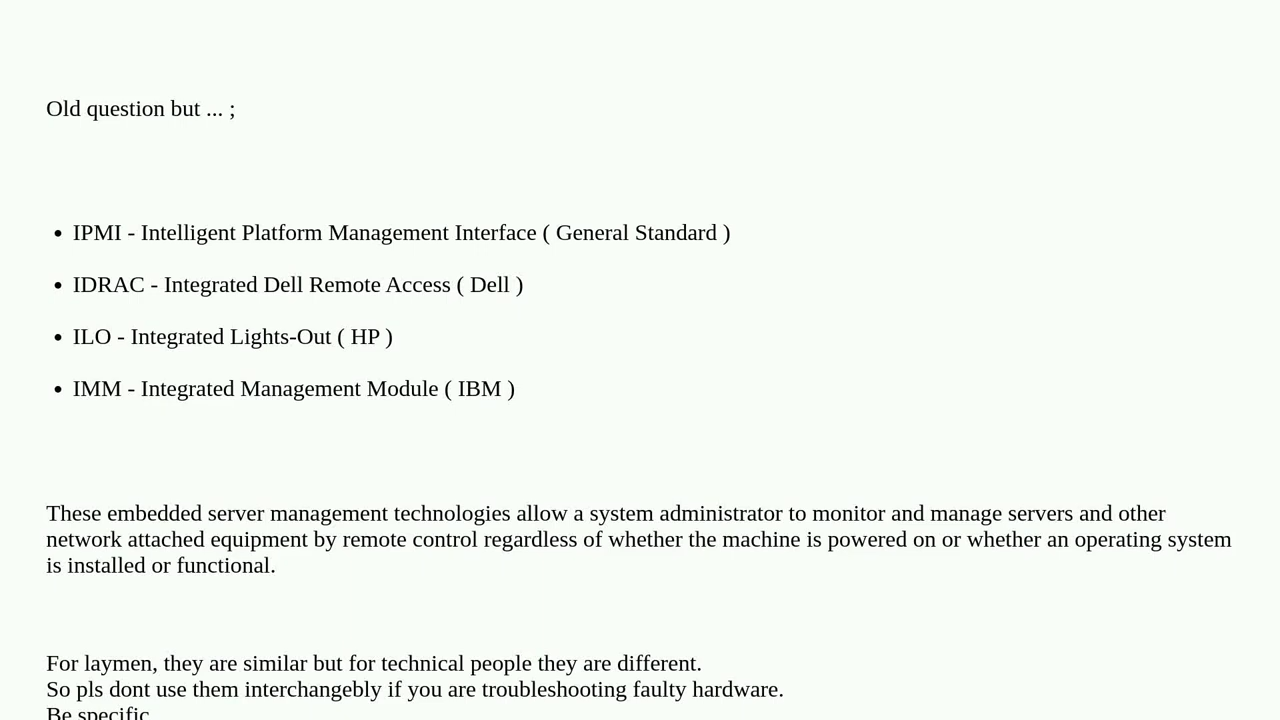 Old question but ... ;
• IPMI - Intelligent Platform Management Interface ( General Standard )
• IDRAC - Integrated Dell Remote Access ( Dell )
• ILO - Integrated Lights-Out ( HP )
• IMM - Integrated Management Module ( IBM )
These embedded server management technologies allow a system administrator to monitor and manage servers and other
network attached equipment by remote control regardless of whether the machine is powered on or whether an operating system
is installed or functional.
For laymen, they are similar but for technical people they are different.
So pls dont use them interchangebly if you are troubleshooting faulty hardware.
Be specific